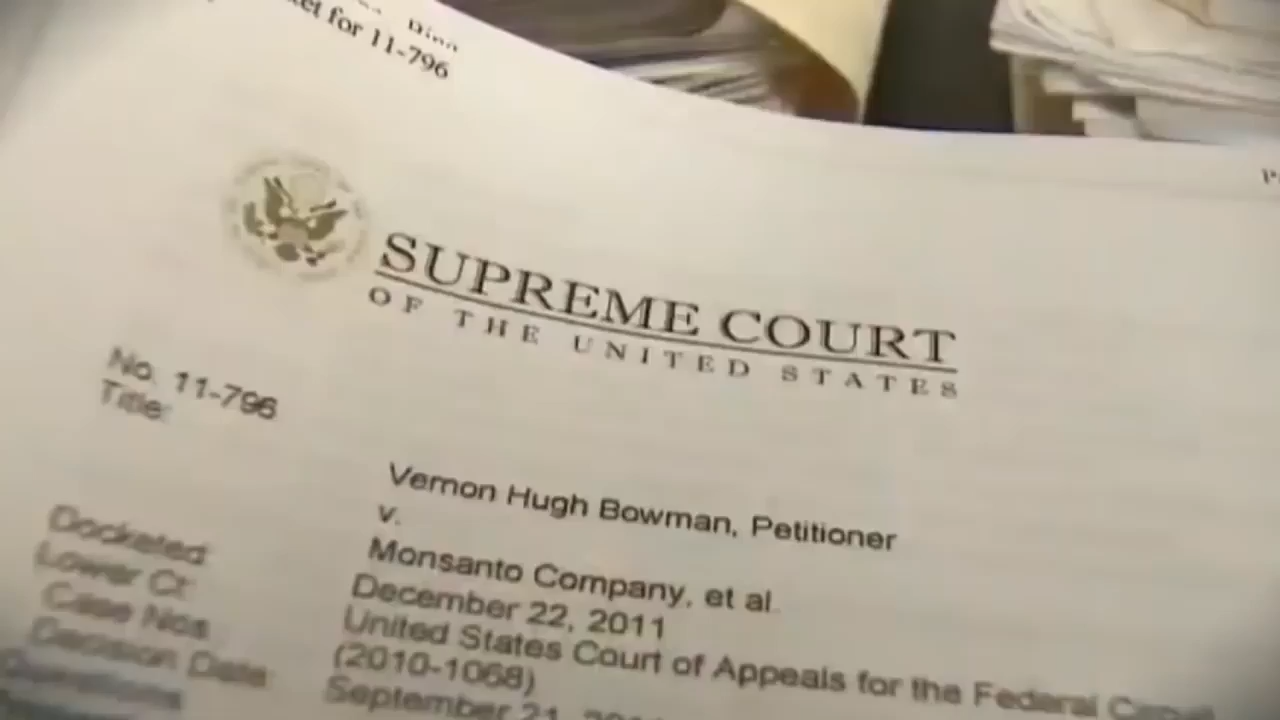 for 11-796
SUPREME COURT
OF THE UNITED STATES
No. 11-796
Title:
Vernon Hugh Bowman, Petitioner
v.
Monsanto Company, et al.
Docketed: December 22, 2011
Lower Ct: United States Court of Appeals for the Federal
Case Nos. (2010-1068)
Decision Date: September 21,